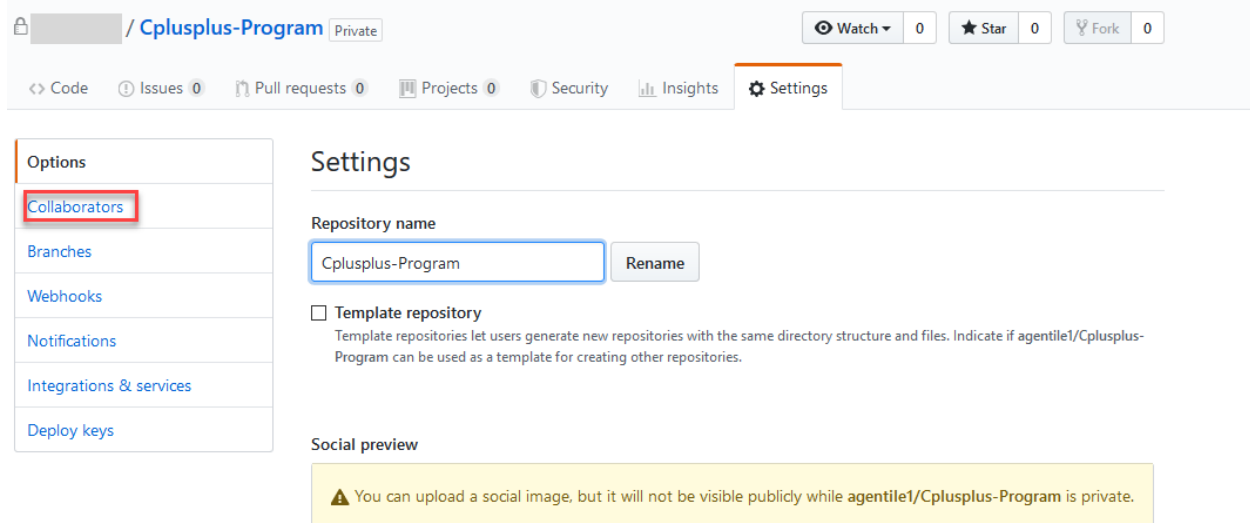 / Cplusplus-Program Private Watch 0 Star 0 Fork 0
<> Code Issues 0 Pull requests 0 Projects 0 Security Insights Settings
Options
Collaborators
Branches
Webhooks
Notifications
Integrations & services
Deploy keys
Settings
Repository name
Cplusplus-Program Rename
Template repository
Template repositories let users generate new repositories with the same directory structure and files. Indicate if agentile1/Cplusplus-
Program can be used as a template for creating other repositories.
Social preview
You can upload a social image, but it will not be visible publicly while agentile1/Cplusplus-Program is private.